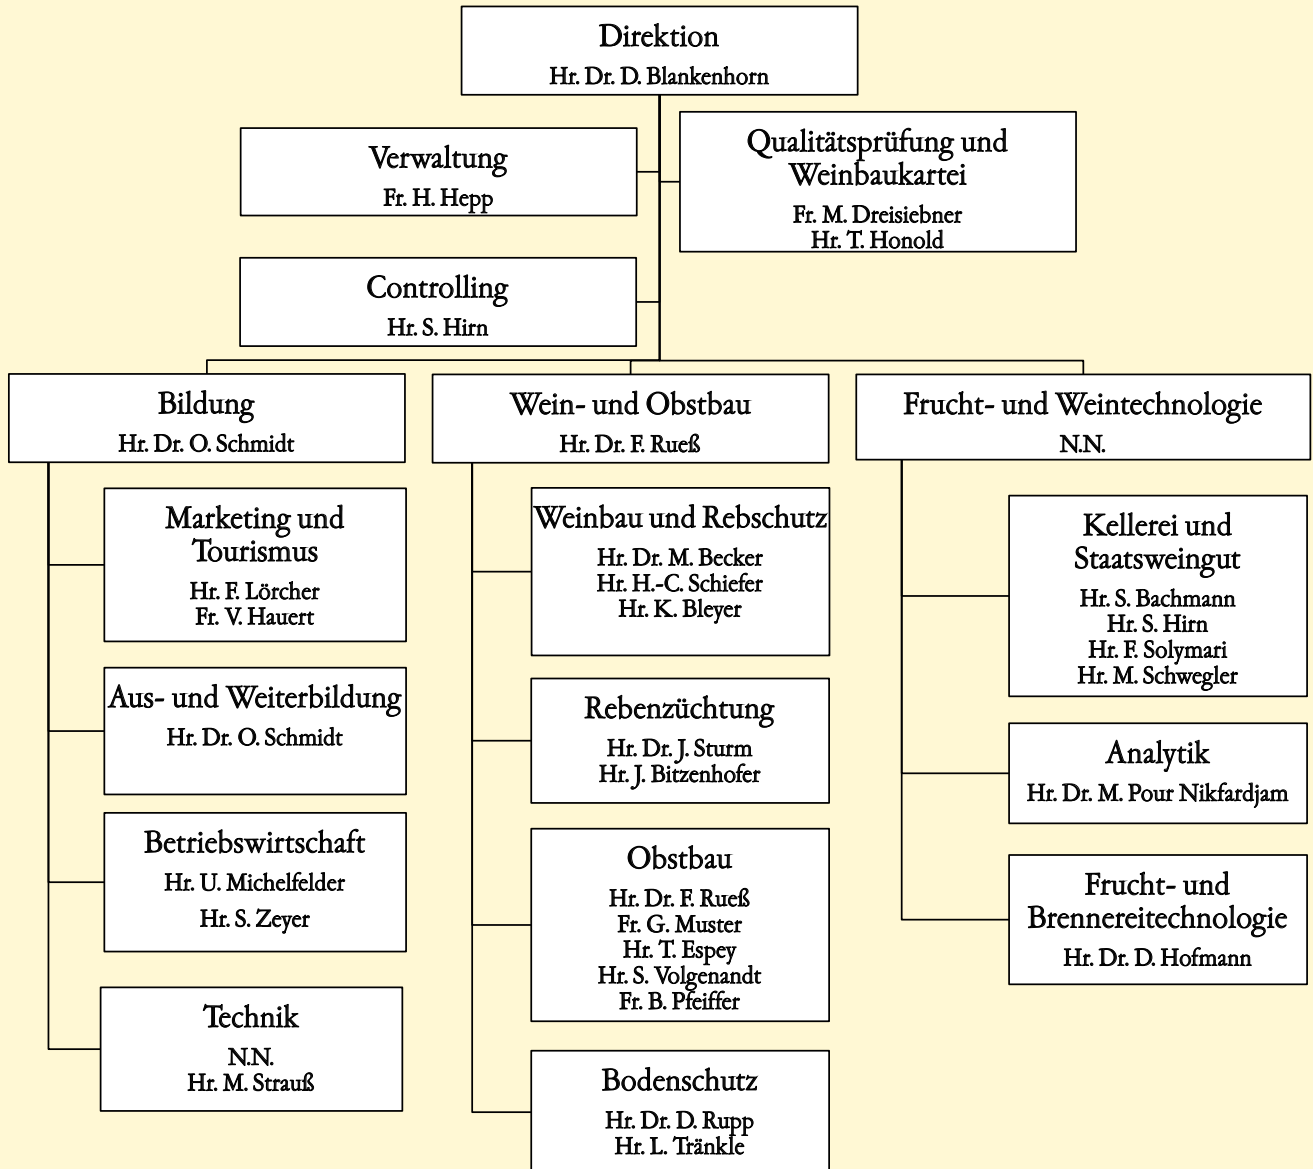 Direktion
Hr. Dr. D. Blankenhorn
Verwaltung
Fr. H. Hepp
Qualitätsprüfung und
Weinbaukartei
Fr. M. Dreisiebner
Hr. T. Honold
Controlling
Hr. S. Hirn
Bildung
Hr. Dr. O. Schmidt
Marketing und
Tourismus
Hr. F. Lörcher
Fr. V. Hauert
Aus- und Weiterbildung
Hr. Dr. O. Schmidt
Betriebswirtschaft
Hr. U. Michelfelder
Hr. S. Zeyer
Technik
N.N.
Hr. M. Strauß
Wein- und Obstbau
Hr. Dr. F. Rueß
Weinbau und Rebschutz
Hr. Dr. M. Becker
Hr. H.-C. Schiefer
Hr. K. Bleyer
Rebenzüchtung
Hr. Dr. J. Sturm
Hr. J. Bitzenhofer
Obstbau
Hr. Dr. F. Rueß
Fr. G. Muster
Hr. T. Espey
Hr. S. Volgenandt
Fr. B. Pfeiffer
Bodenschutz
Hr. Dr. D. Rupp
Hr. L. Tränkle
Frucht- und Weintechnologie
N.N.
Kellerei und
Staatsweingut
Hr. S. Bachmann
Hr. S. Hirn
Hr. F. Solymari
Hr. M. Schwegler
Analytik
Hr. Dr. M. Pour Nikfardjam
Frucht- und
Brennereitechnologie
Hr. Dr. D. Hofmann